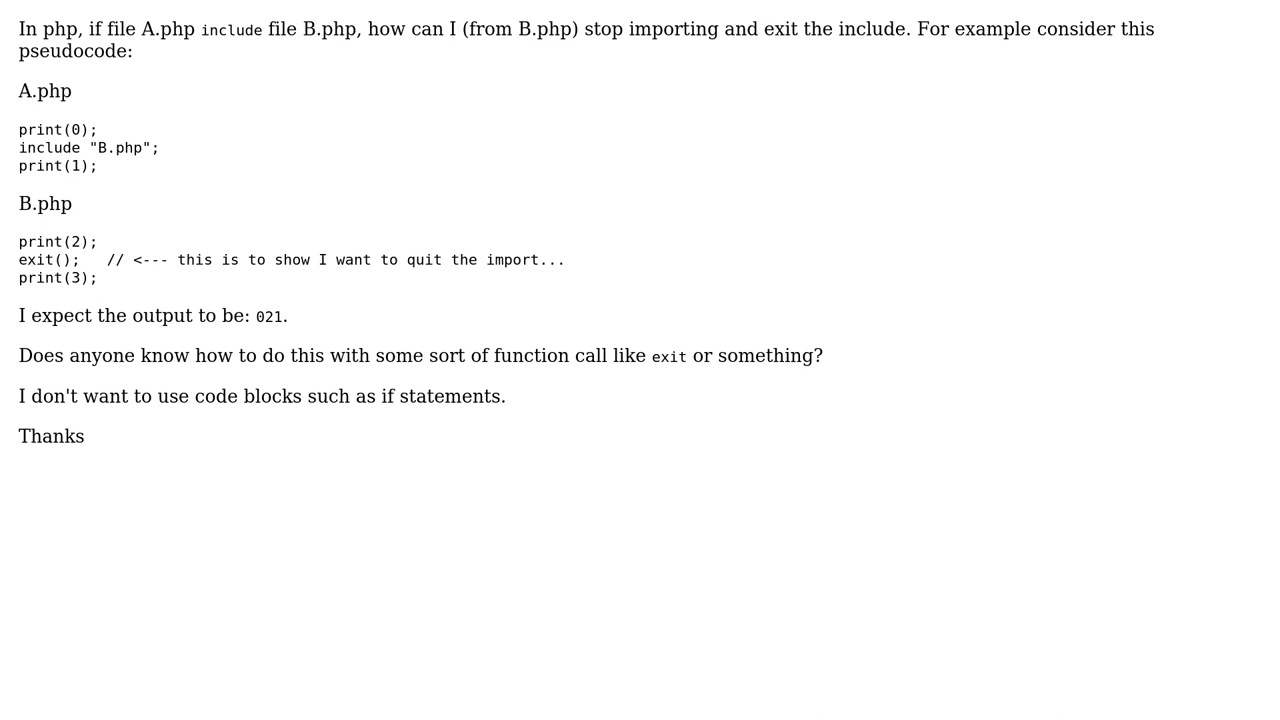 In php, if file A.php include file B.php, how can I (from B.php) stop importing and exit the include. For example consider this
pseudocode:
A.php
print(0);
include "B.php";
print(1);
B.php
print(2);
exit();   // <--- this is to show I want to quit the import...
print(3);
I expect the output to be: 021.
Does anyone know how to do this with some sort of function call like exit or something?
I don't want to use code blocks such as if statements.
Thanks